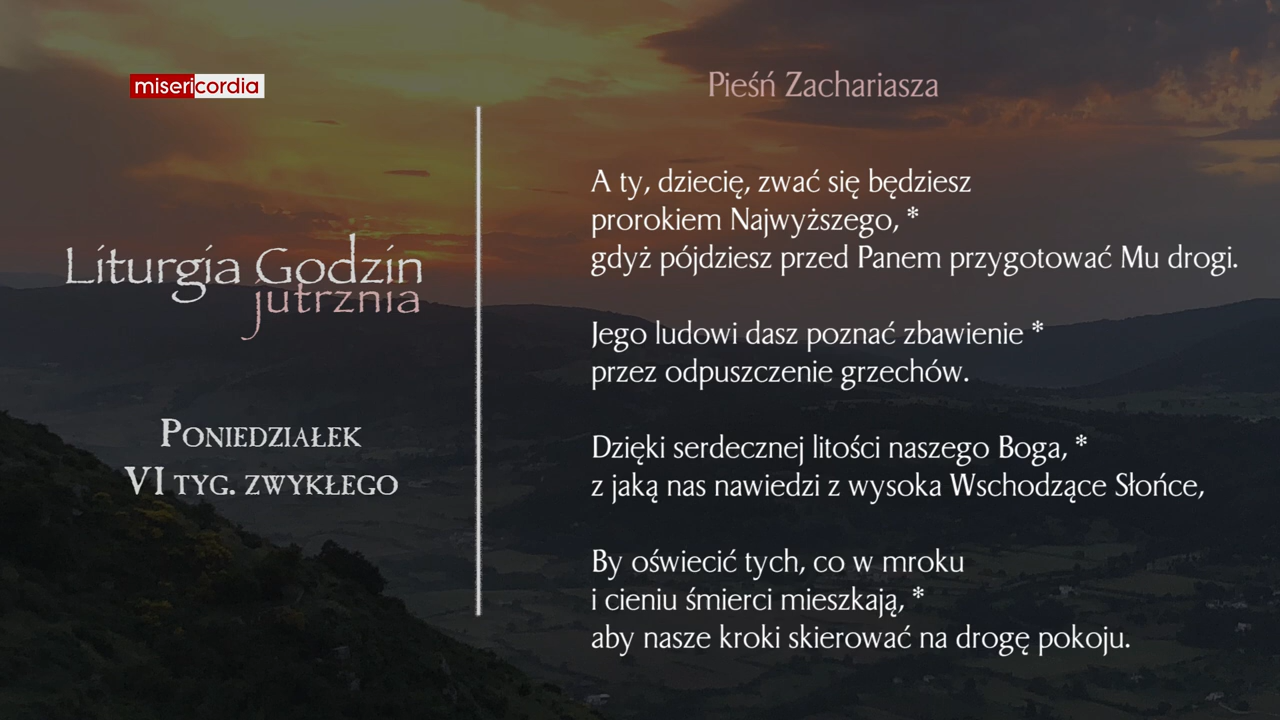 misericordia
Liturgia Godzin
jutrznia
Poniedziałek
VI tyg. zwykłego
Pieśń Zachariasza
A ty, dziecię, zwać się będziesz
prorokiem Najwyższego, *
gdyż pójdziesz przed Panem przygotować Mu drogi.
Jego ludowi dasz poznać zbawienie *
przez odpuszczenie grzechów.
Dzięki serdecznej litości naszego Boga, *
z jaką nas nawiedzi z wysoka Wschodzące Słońce,
By oświecić tych, co w mroku
i cieniu śmierci mieszkają, *
aby nasze kroki skierować na drogę pokoju.